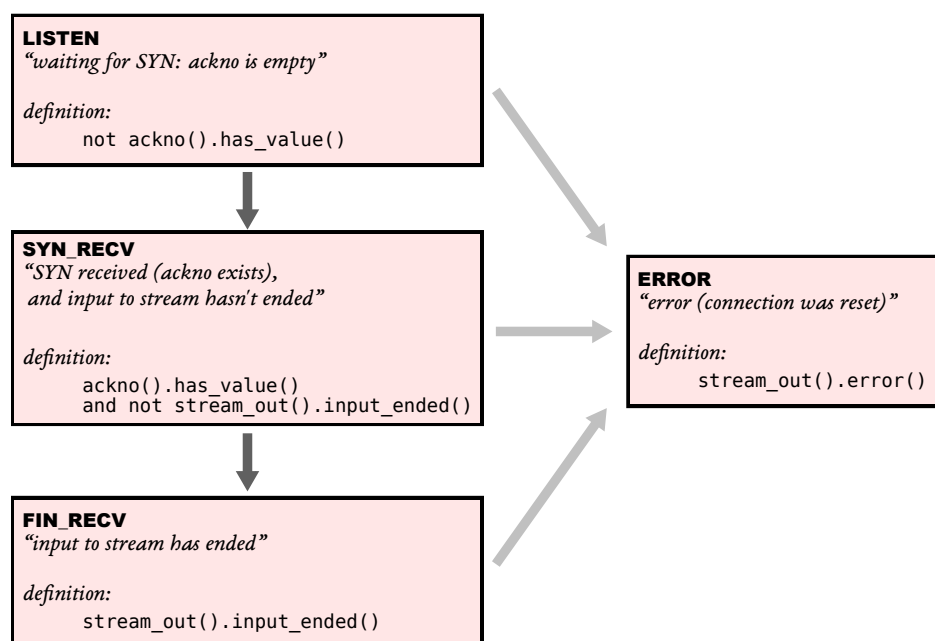 LISTEN
“waiting for SYN: ackno is empty”
definition:
not ackno().has_value()
SYN_RECV
“SYN received (ackno exists),
and input to stream hasn't ended”
definition:
ackno().has_value()
and not stream_out().input_ended()
FIN_RECV
“input to stream has ended”
definition:
stream_out().input_ended()
ERROR
“error (connection was reset)”
definition:
stream_out().error()